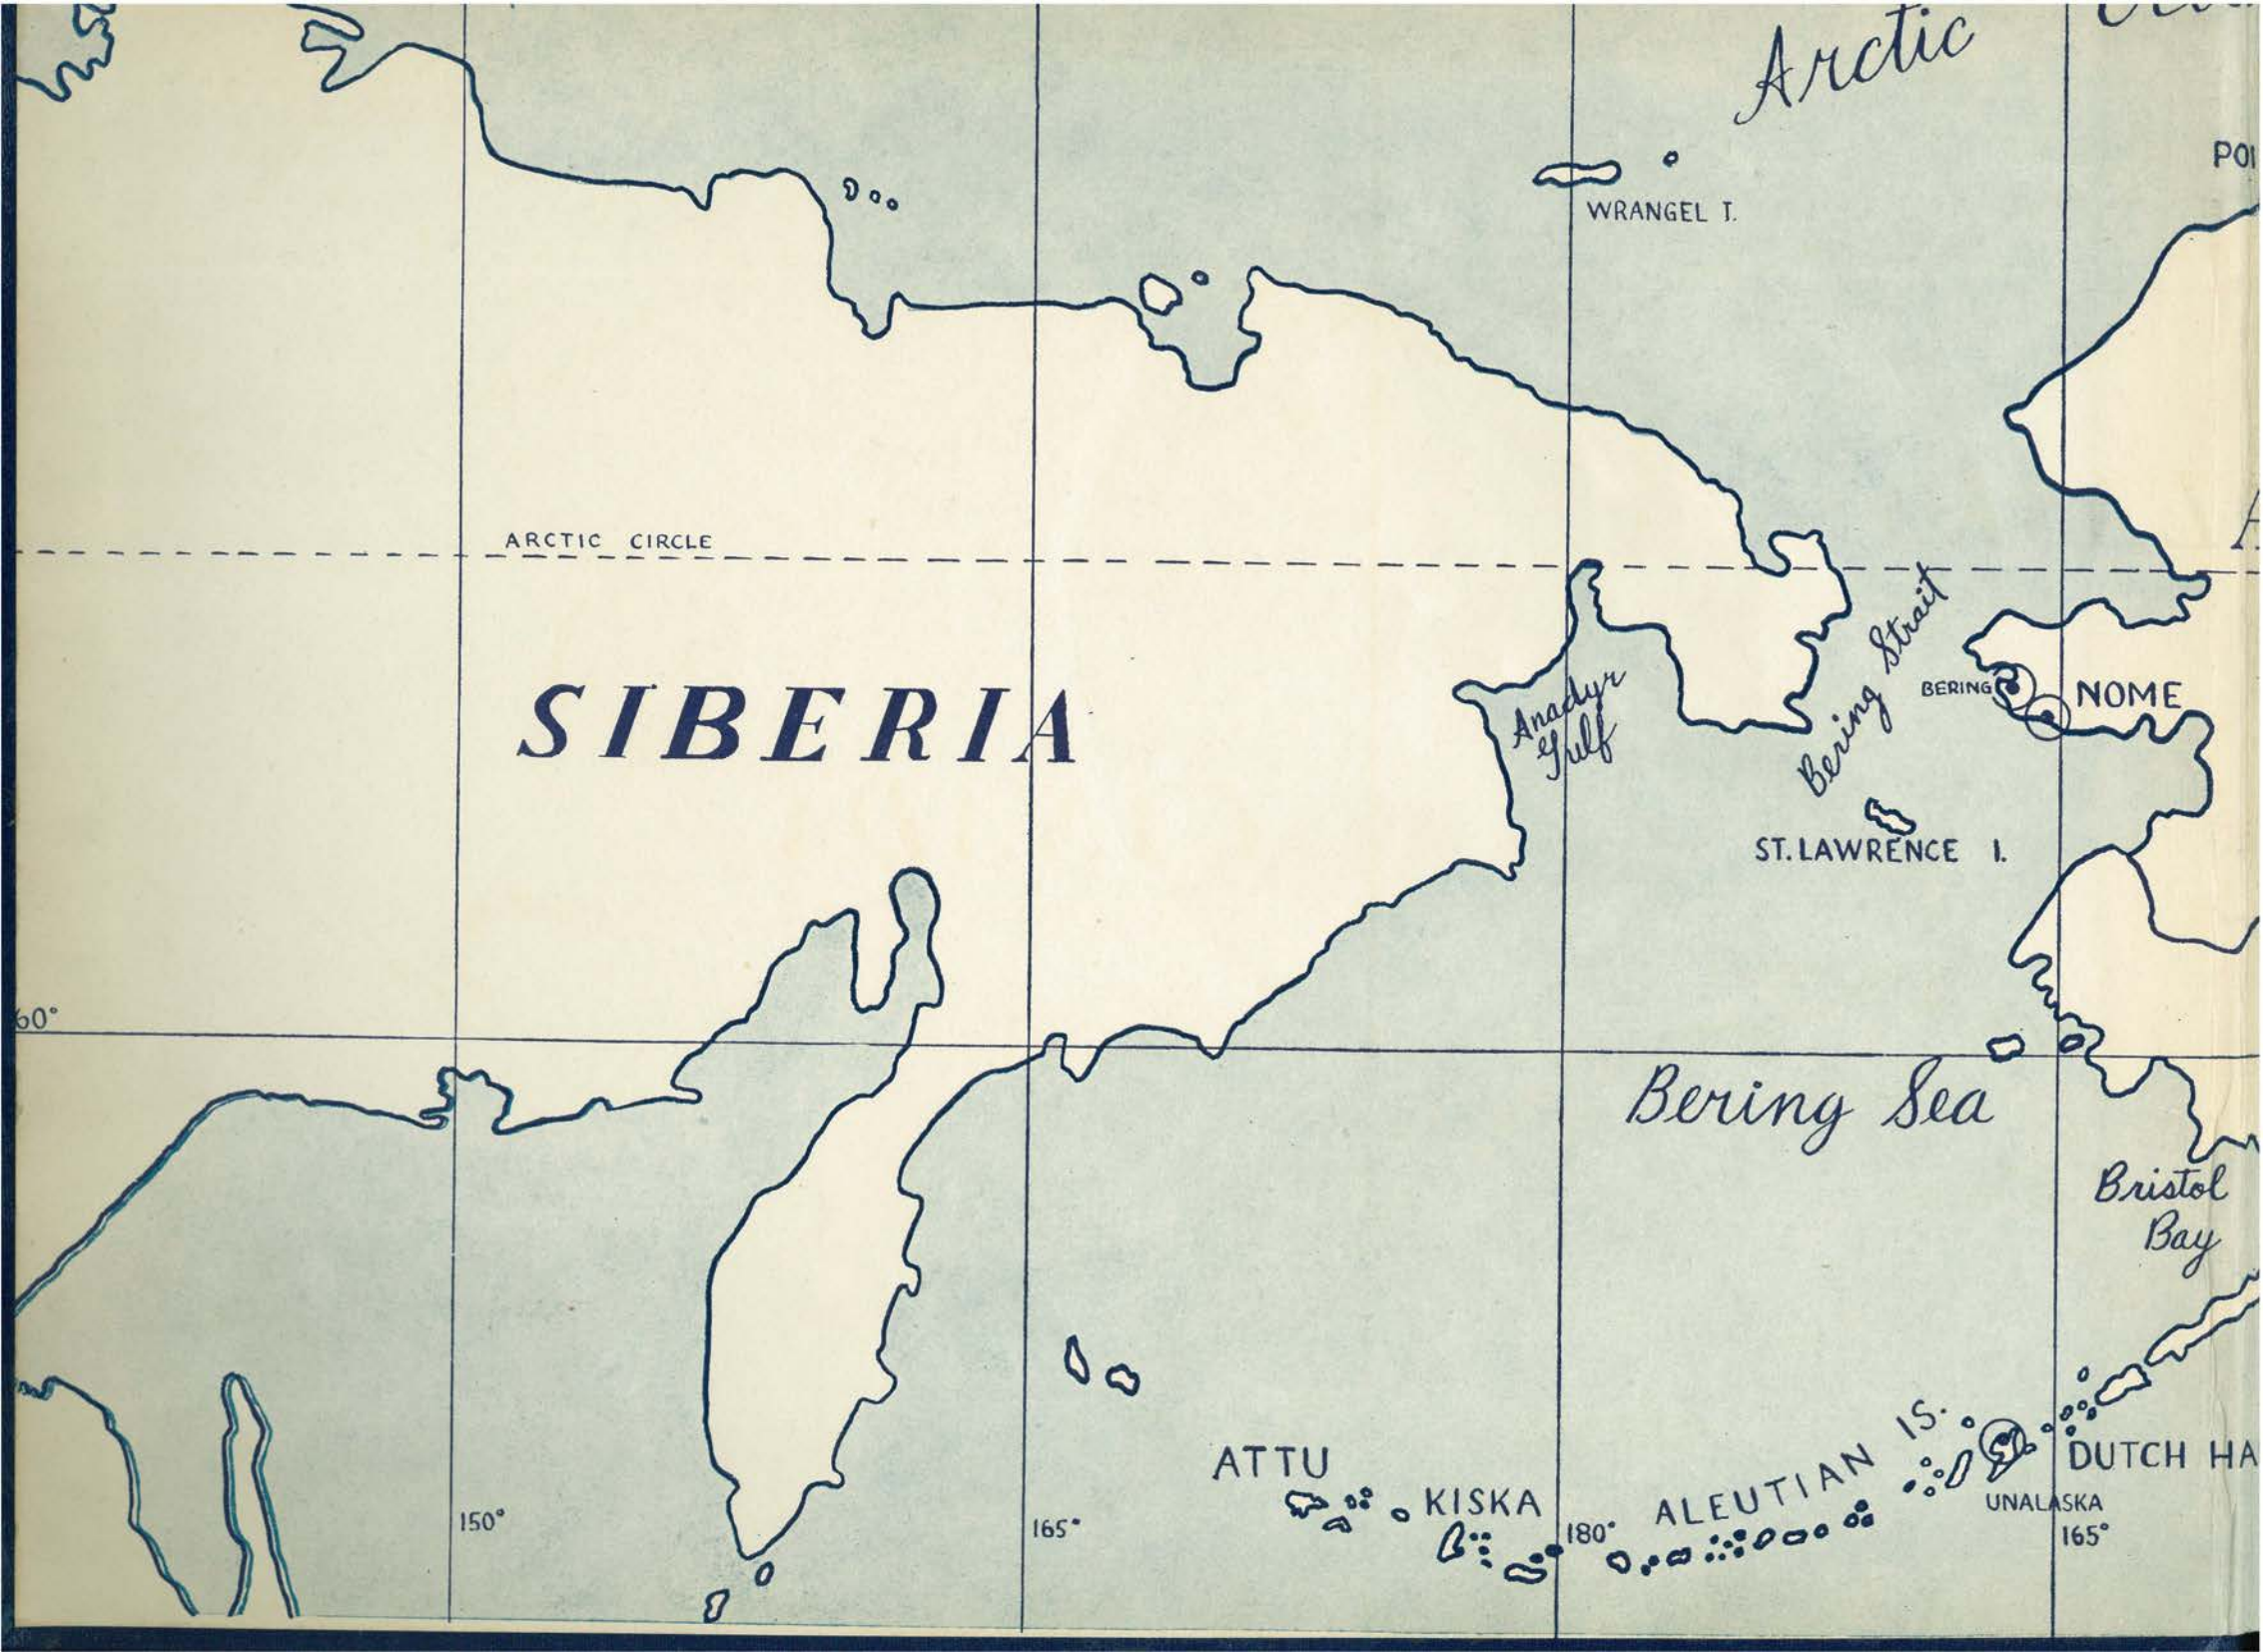 Arctic
POI
WRANGEL I.
ARCTIC CIRCLE
SIBERIA
Bering Strait
BERING
NOME
Anadyr
Gulf
ST. LAWRENCE I.
60°
Bering Sea
Bristol
Bay
ATTU
KISKA
ALEUTIAN IS.
DUTCH HA
UNALASKA
150°
165°
180°
165°